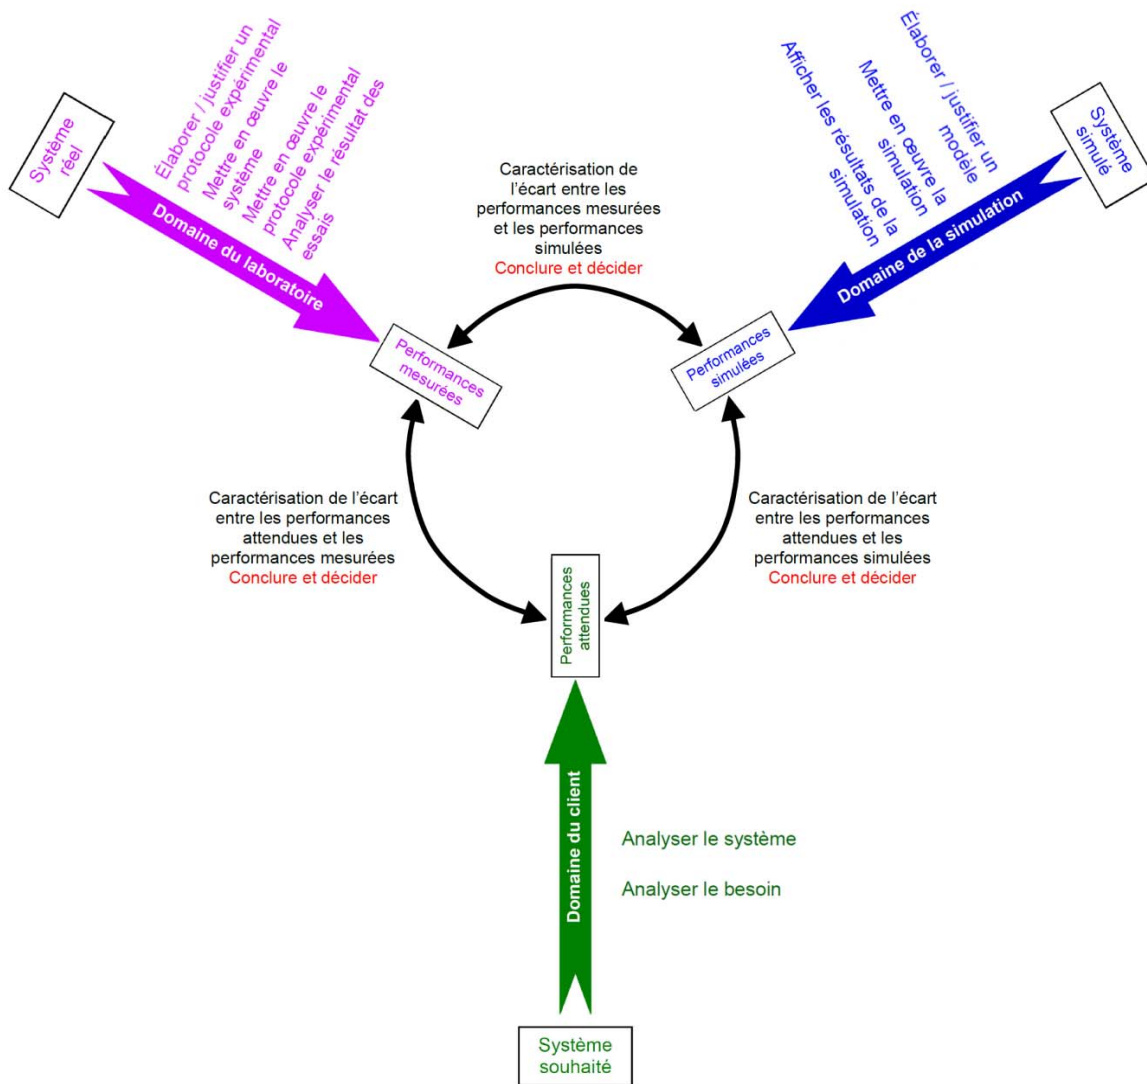 Système
réel
Élaborer / justifier un
protocole expérimental
Mettre en œuvre le
système
Mettre en œuvre le
protocole expérimental
Analyser le résultat des
essais
Domaine du laboratoire
Performances
mesurées
Caractérisation de
l’écart entre les
performances mesurées
et les performances
simulées
Conclure et décider
Système
simulé
Élaborer / justifier un
modèle
Mettre en œuvre la
simulation
Afficher les résultats de la
simulation
Domaine de la simulation
Performances
simulées
Caractérisation de l’écart
entre les performances
attendues et les
performances mesurées
Conclure et décider
Caractérisation de l’écart
entre les performances
attendues et les
performances simulées
Conclure et décider
Performances
attendues
Domaine du client
Analyser le système
Analyser le besoin
Système
souhaité